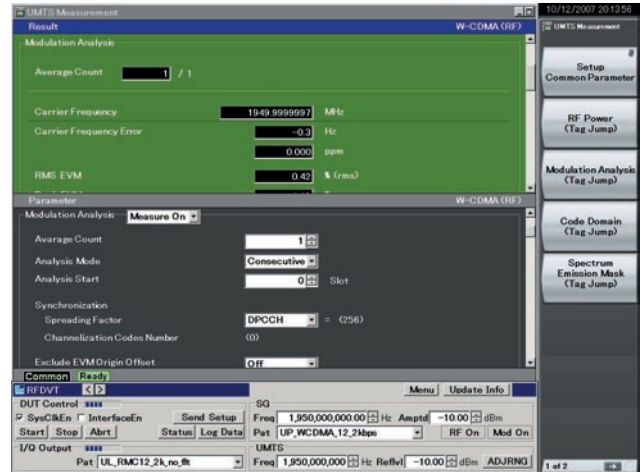 UMTS Measurement
10/12/2007 20:13:56
Result W-CDMA (RF)
Modulation Analysis
Average Count 1 / 1
Carrier Frequency 1949.9999997 MHz
Carrier Frequency Error -0.3 Hz
0.000 ppm
RMS EVM 0.42 % (rms)
Parameter W-CDMA (RF)
Modulation Analysis Measure On
Avarage Count 1
Analysis Mode Consecutive
Analysis Start 0 Slot
Synchronization
Spreading Factor DPCCH = (256)
Channelization Codes Number (0)
Exclude EVM Origin Offset Off
Common Ready
RFDVT < > Menu Update Info
DUT Control
SysClkEn InterfaceEn Send Setup
Start Stop Abrt Status Log Data
I/Q Output
Pat UL_RMC12_2k_no_flt
SG
Freq 1,950,000,000.00 Hz Amptd -10.00 dBm
Pat UP_WCDMA_12_2kbps RF On Mod On
UMTS
Freq 1,950,000,000 Hz Reflvl -10.00 dBm ADJRNG
UMTS Measurement
Setup
Common Parameter
RF Power
(Tag Jump)
Modulation Analysis
(Tag Jump)
Code Domain
(Tag Jump)
Spectrum
Emission Mask
(Tag Jump)
1 of 2